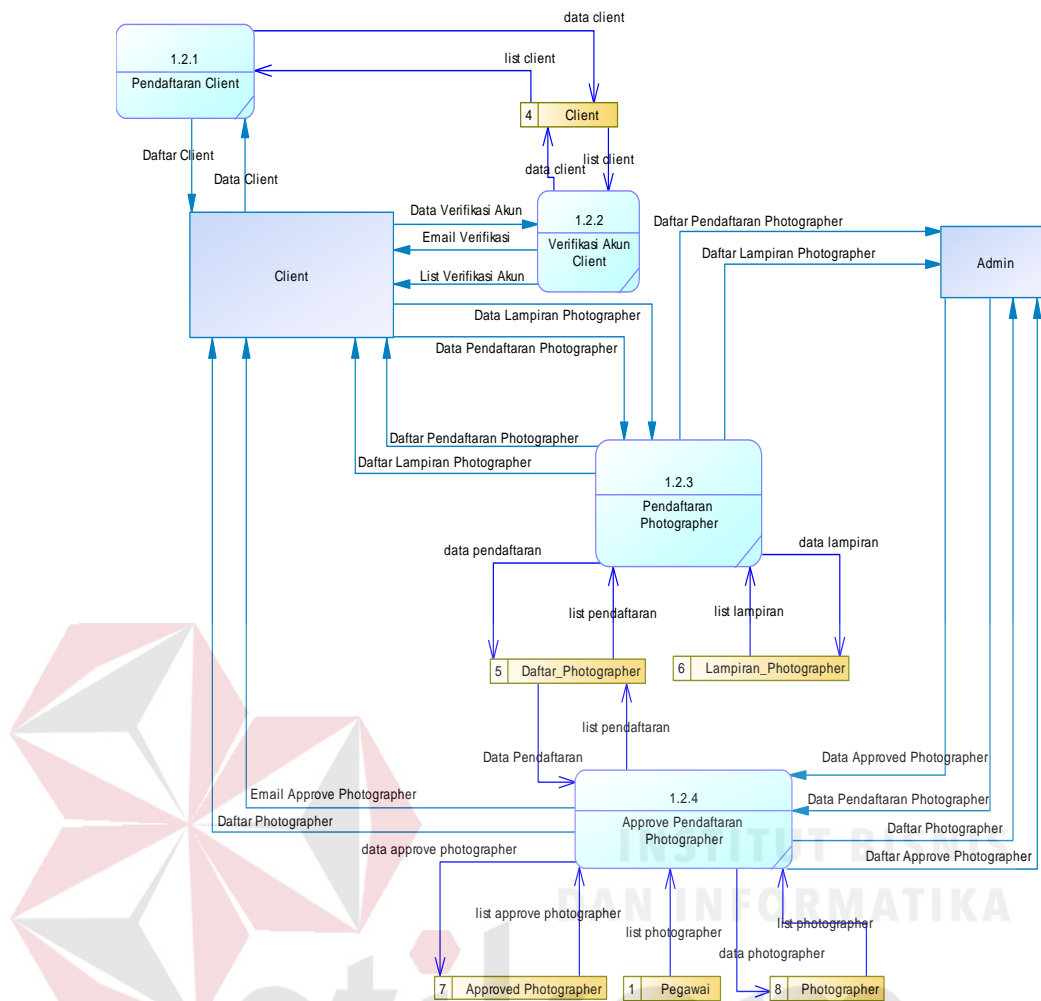 data client
1.2.1
Pendaftaran Client
list client
4 Client
Daftar Client
Data Client
data client
list client
1.2.2
Verifikasi Akun
Client
Data Verifikasi Akun
Email Verifikasi
List Verifikasi Akun
Client
Daftar Pendaftaran Photographer
Daftar Lampiran Photographer
Admin
Data Lampiran Photographer
Data Pendaftaran Photographer
Daftar Pendaftaran Photographer
Daftar Lampiran Photographer
1.2.3
Pendaftaran
Photographer
data pendaftaran
data lampiran
list pendaftaran
list lampiran
5 Daftar_Photographer
6 Lampiran_Photographer
list pendaftaran
Data Pendaftaran
Data Approved Photographer
1.2.4
Approve Pendaftaran
Photographer
Email Approve Photographer
Data Pendaftaran Photographer
Daftar Photographer
Daftar Photographer
INSTITUT BISNIS
DAN INFORMATIKA
data approve photographer
Daftar Approve Photographer
list approve photographer
list photographer
list photographer
data photographer
7 Approved Photographer
1 Pegawai
8 Photographer